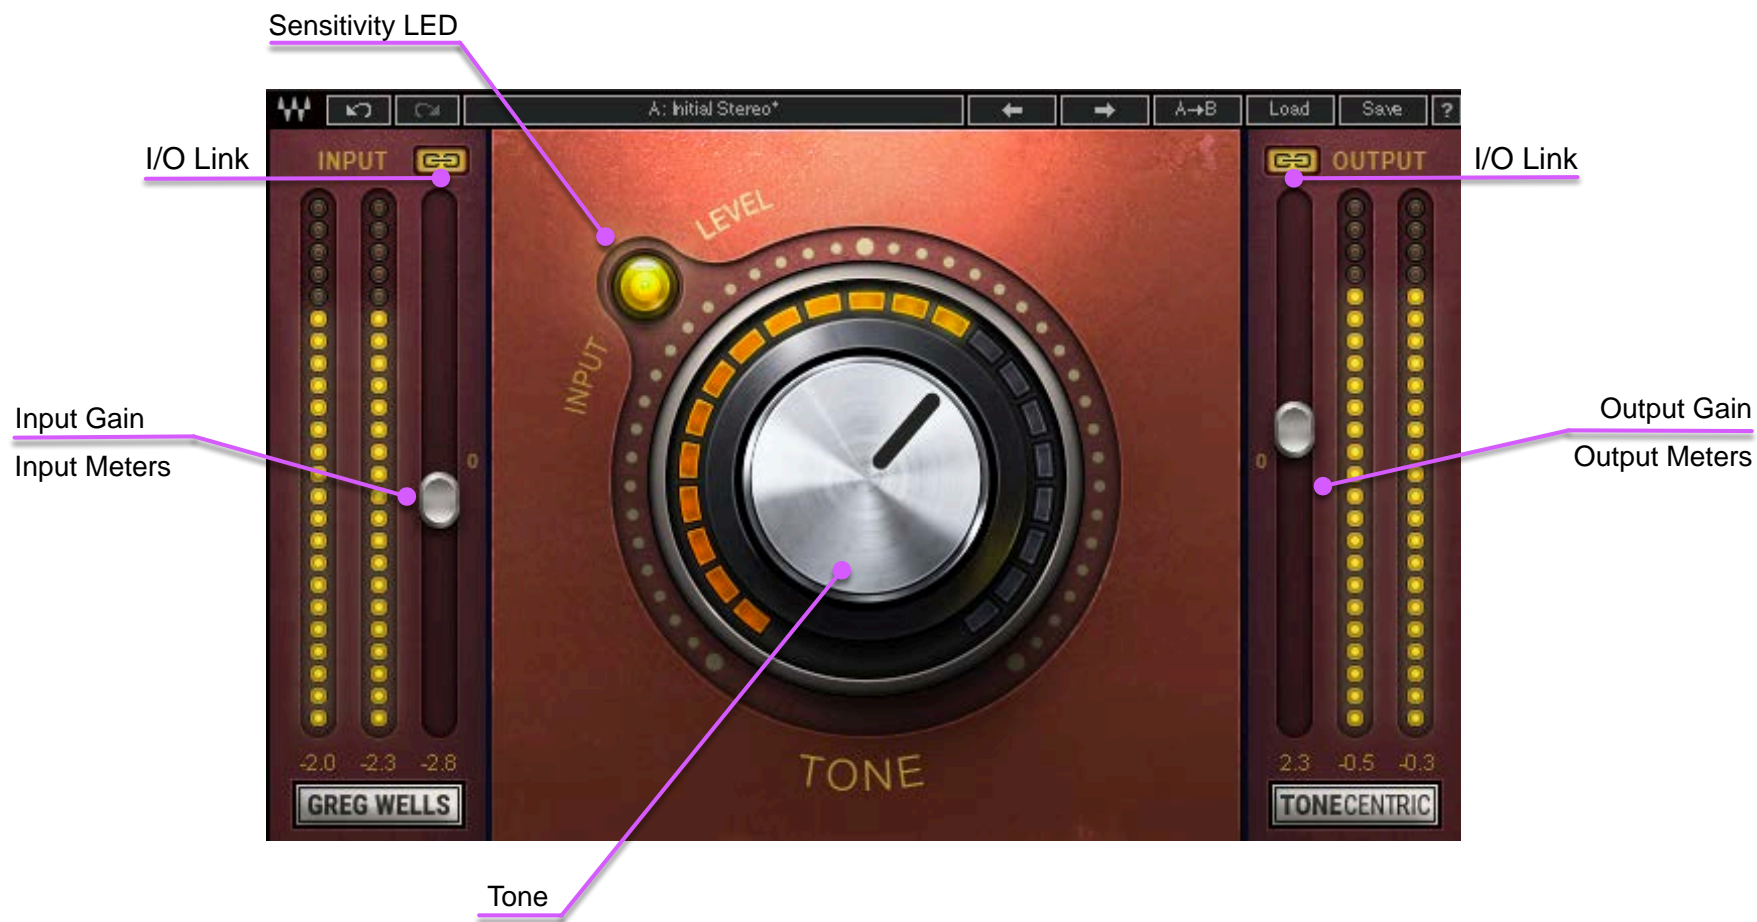 Sensitivity LED
A: Initial Stereo*
A→B
Load
Save
?
I/O Link
INPUT
OUTPUT
I/O Link
LEVEL
INPUT
Input Gain
Input Meters
0
0
Output Gain
Output Meters
TONE
-2.0 -2.3 -2.8
2.3 -0.5 -0.3
GREG WELLS
TONECENTRIC
Tone